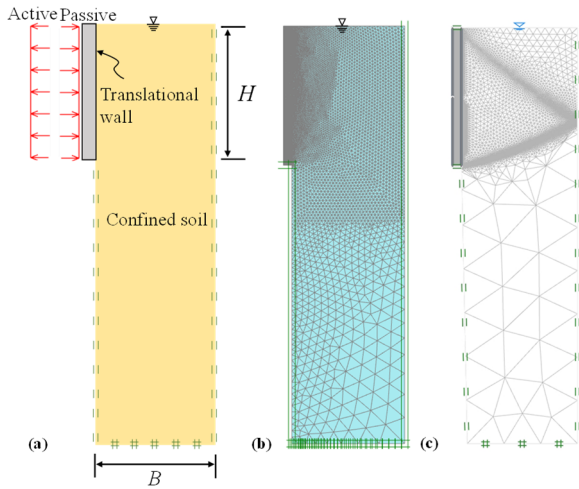 Active Passive
H
Translational
wall
Confined soil
(a)
(b)
(c)
B